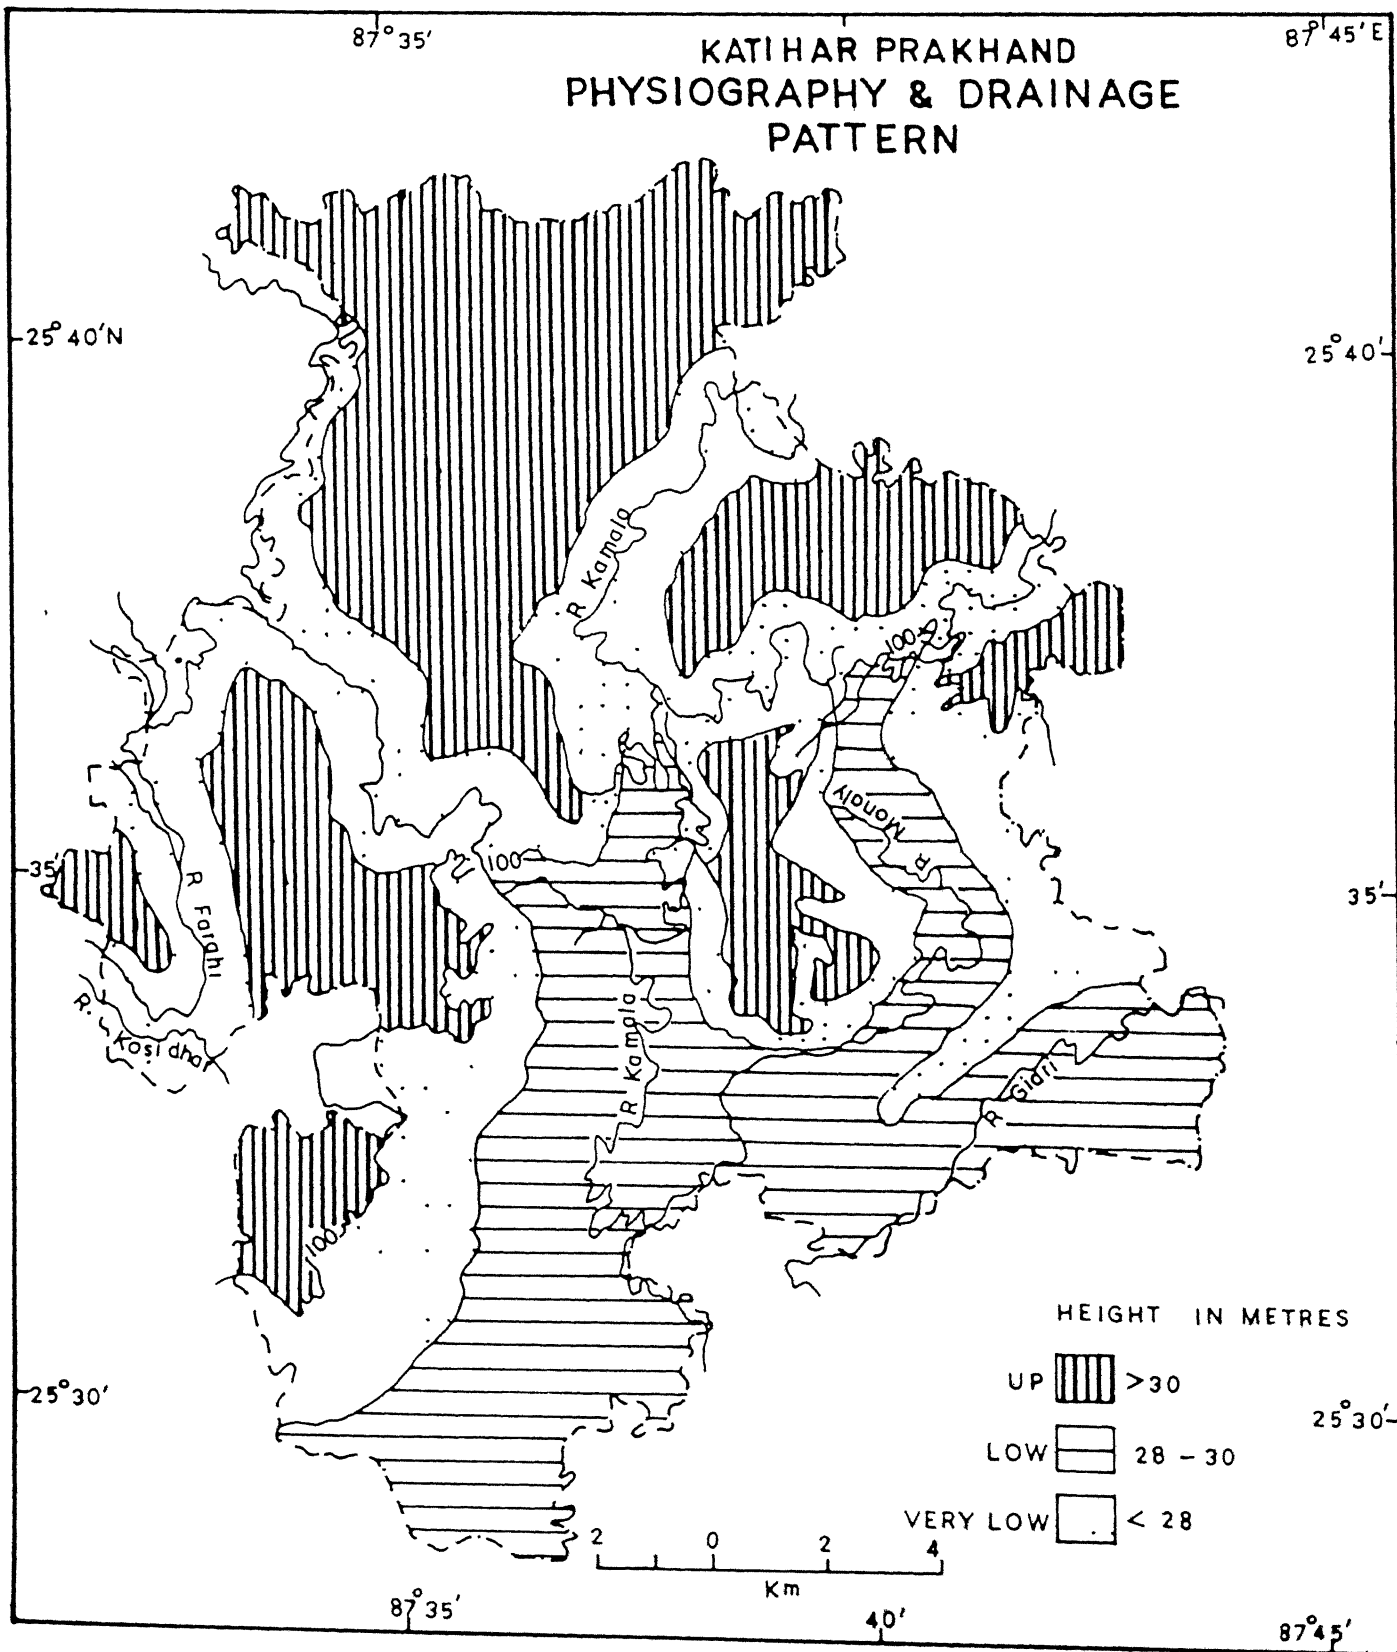 87°35'
87°45'E
KATIHAR PRAKHAND
PHYSIOGRAPHY & DRAINAGE
PATTERN
25°40'N
25°40'
R Kamala
100
Monaly
35'
100
R Farahi
35'
R.
Kosi dhar
R Kamala
R Gidri
100
HEIGHT IN METRES
UP >30
25°30'
25°30'
LOW 28 – 30
VERY LOW < 28
2 0 2 4
Km
87°35'
40'
87°45'